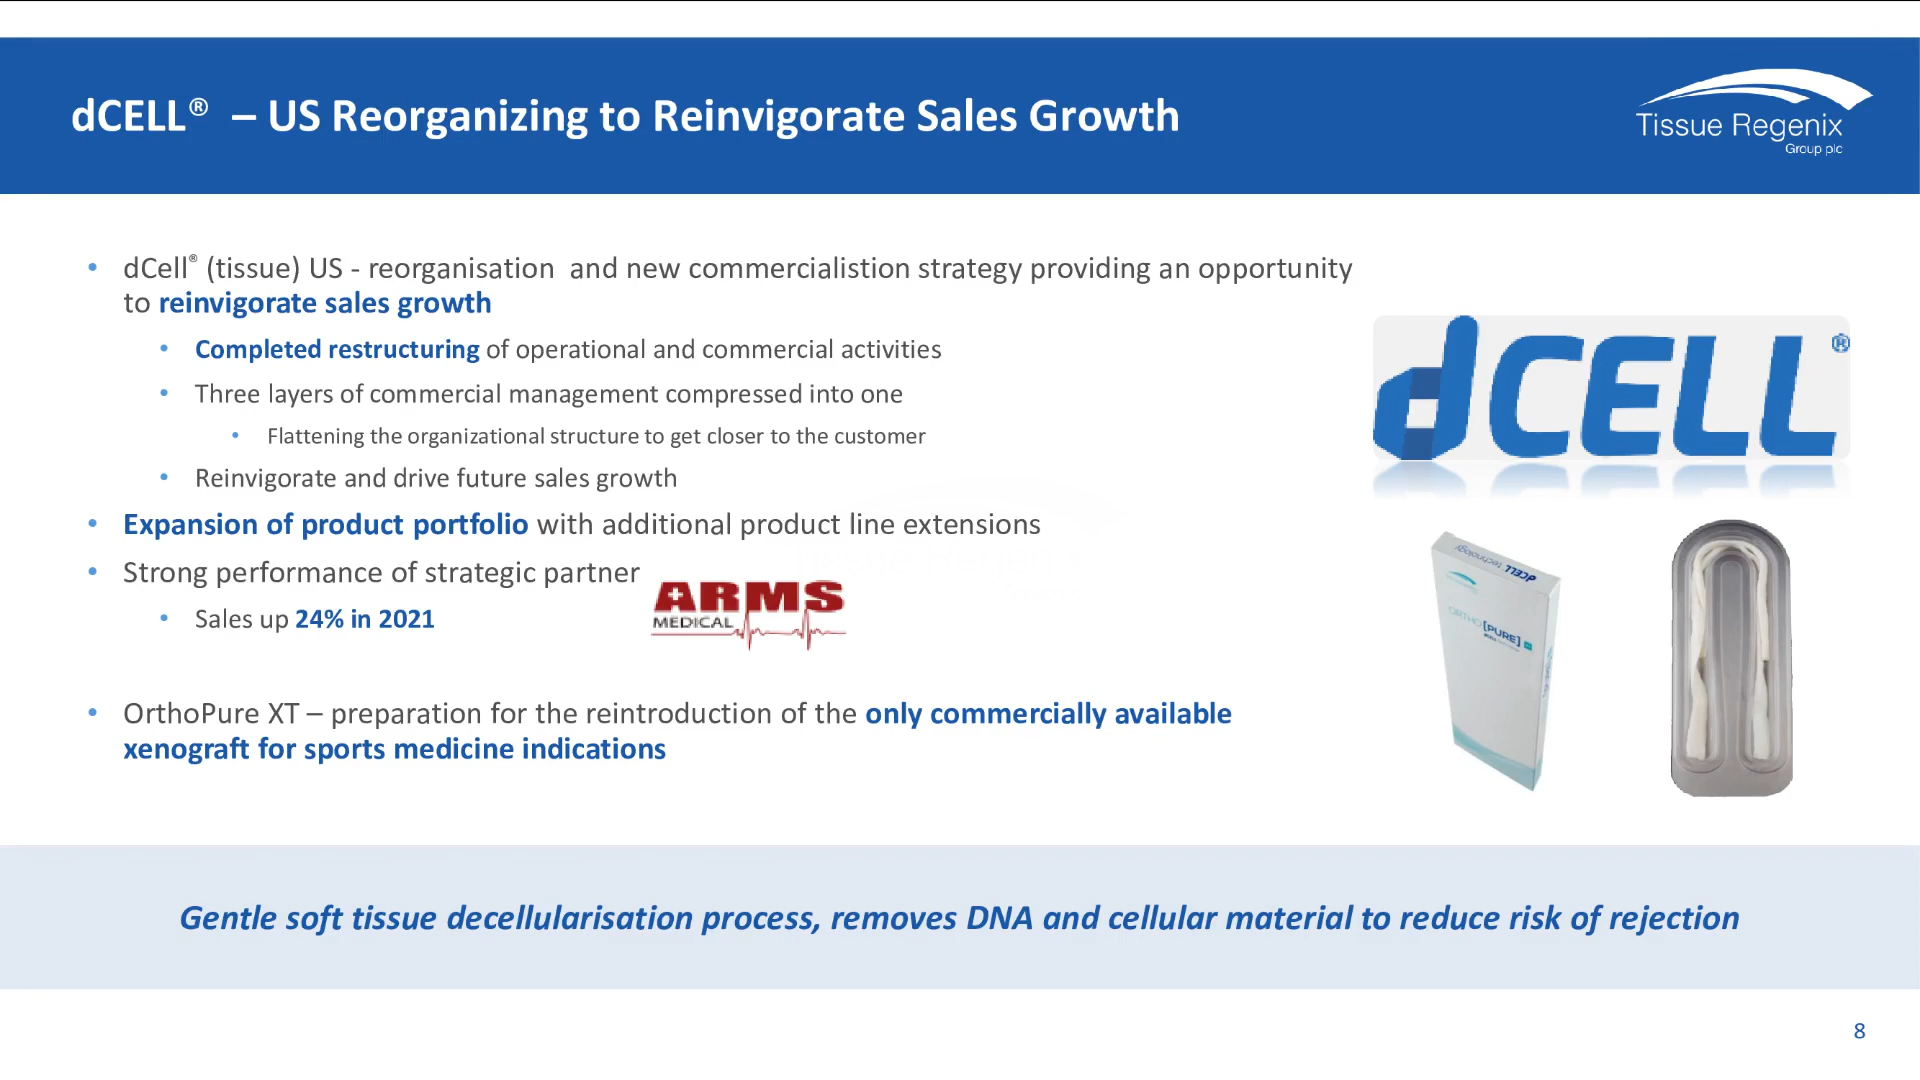 dCELL® – US Reorganizing to Reinvigorate Sales Growth
Tissue Regenix
Group plc
• dCell® (tissue) US - reorganisation and new commercialistion strategy providing an opportunity
to reinvigorate sales growth
• Completed restructuring of operational and commercial activities
• Three layers of commercial management compressed into one
• Flattening the organizational structure to get closer to the customer
• Reinvigorate and drive future sales growth
• Expansion of product portfolio with additional product line extensions
• Strong performance of strategic partner
ARMS
MEDICAL
• Sales up 24% in 2021
• OrthoPure XT – preparation for the reintroduction of the only commercially available
xenograft for sports medicine indications
dCELL®
dCELL technology
ORTHO[PURE]
Gentle soft tissue decellularisation process, removes DNA and cellular material to reduce risk of rejection
8